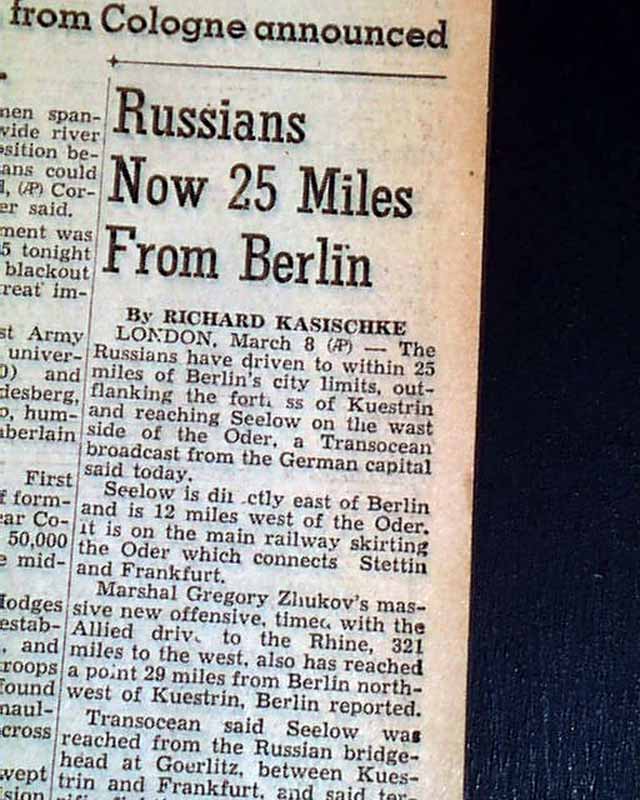 from Cologne announced
men span-
wide river
osition be-
ans could
d, (AP) Cor-
er said.
ment was
5 tonight
blackout
reat im-
st Army
univer-
0) and
desberg,
o, hum-
mberlain
First
f form-
ear Co-
50,000
e mid-
Hodges
estab-
, and
troops
found
maul-
cross
wept
sion
Russians
Now 25 Miles
From Berlin
By RICHARD KASISCHKE
LONDON, March 8 (AP) — The
Russians have driven to within 25
miles of Berlin's city limits, out-
flanking the fort ss of Kuestrin
and reaching Seelow on the wast
side of the Oder, a Transocean
broadcast from the German capital
said today.
Seelow is di ctly east of Berlin
and is 12 miles west of the Oder.
it is on the main railway skirting
the Oder which connects Stettin
and Frankfurt.
Marshal Gregory Zhukov's mas-
sive new offensive, timed with the
Allied driv to the Rhine, 321
miles to the west, also has reached
a point 29 miles from Berlin north-
west of Kuestrin, Berlin reported.
Transocean said Seelow was
reached from the Russian bridge-
head at Goerlitz, between Kues-
trin and Frankfurt, and said ter-